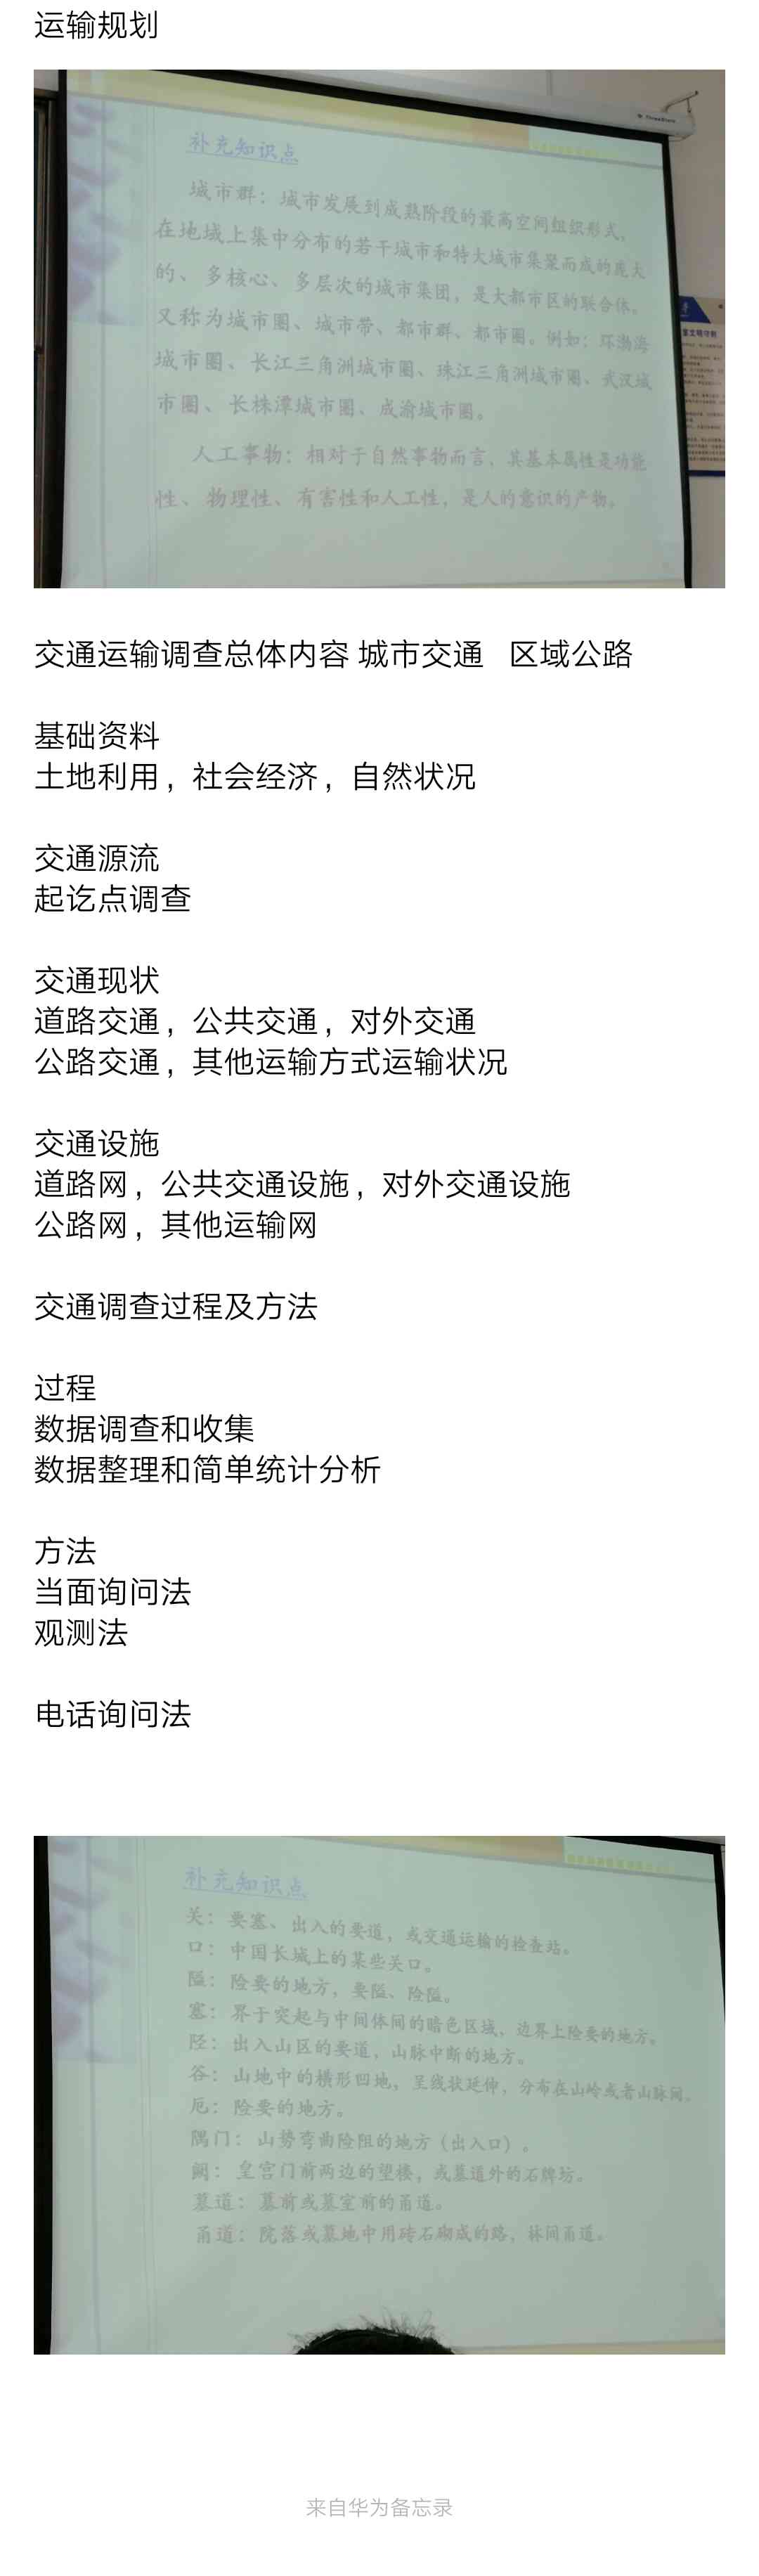 运输规划
补充知识点
城市群：城市发展到成熟阶段的最高空间组织形式，
在地域上集中分布的若干城市和特大城市集聚而成的庞大
的、多核心、多层次的城市集团，是大都市区的联合体。
又称为城市圈、城市带、都市群、都市圈。例如：环渤海
城市圈、长江三角洲城市圈、珠江三角洲城市圈、武汉城
市圈、长株潭城市圈、成渝城市圈。
人工事物：相对于自然事物而言，其基本属性是功能
性、物理性、有害性和人工性，是人的意识的产物。
交通运输调查总体内容 城市交通 区域公路
基础资料
土地利用，社会经济，自然状况
交通源流
起讫点调查
交通现状
道路交通，公共交通，对外交通
公路交通，其他运输方式运输状况
交通设施
道路网，公共交通设施，对外交通设施
公路网，其他运输网
交通调查过程及方法
过程
数据调查和收集
数据整理和简单统计分析
方法
当面询问法
观测法
电话询问法
补充知识点
关：要塞、出入的要道，或交通运输的检查站。
口：中国长城上的某些关口。
隘：险要的地方，要隘、险隘。
塞：界于突起与中间体间的暗色区域，边界上险要的地方。
陉：出入山区的要道，山脉中断的地方。
谷：山地中的横形凹地，呈线状延伸，分布在山岭或者山脉间。
厄：险要的地方。
隅门：山势弯曲险阻的地方（出入口）。
阙：皇宫门前两边的望楼，或墓道外的石牌坊。
墓道：墓前或墓室前的甬道。
甬道：院落或墓地中用砖石砌成的路，林间甬道。
来自华为备忘录